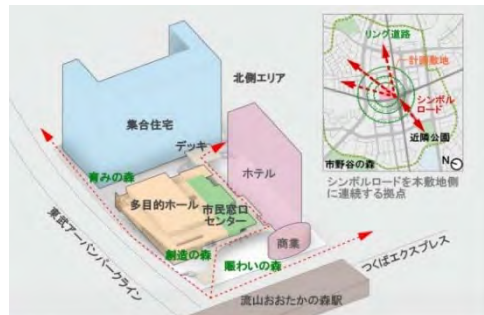 北側エリア
集合住宅
デッキ
ホテル
育みの森
多目的ホール
市民窓口
センター
商業
創造の森
賑わいの森
東武アーバンパークライン
つくばエクスプレス
流山おおたかの森駅
リング道路
計画敷地
シンボル
ロード
近隣公園
市野谷の森
N
シンボルロードを本敷地側
に連続する拠点